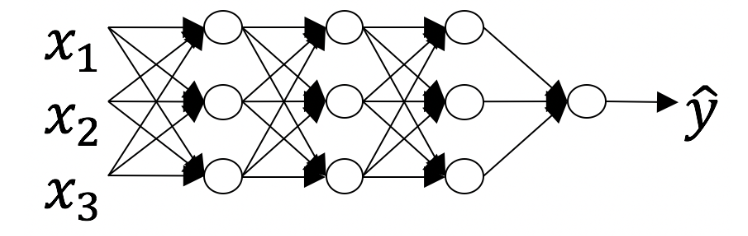 x₁
x₂
x₃
ŷ